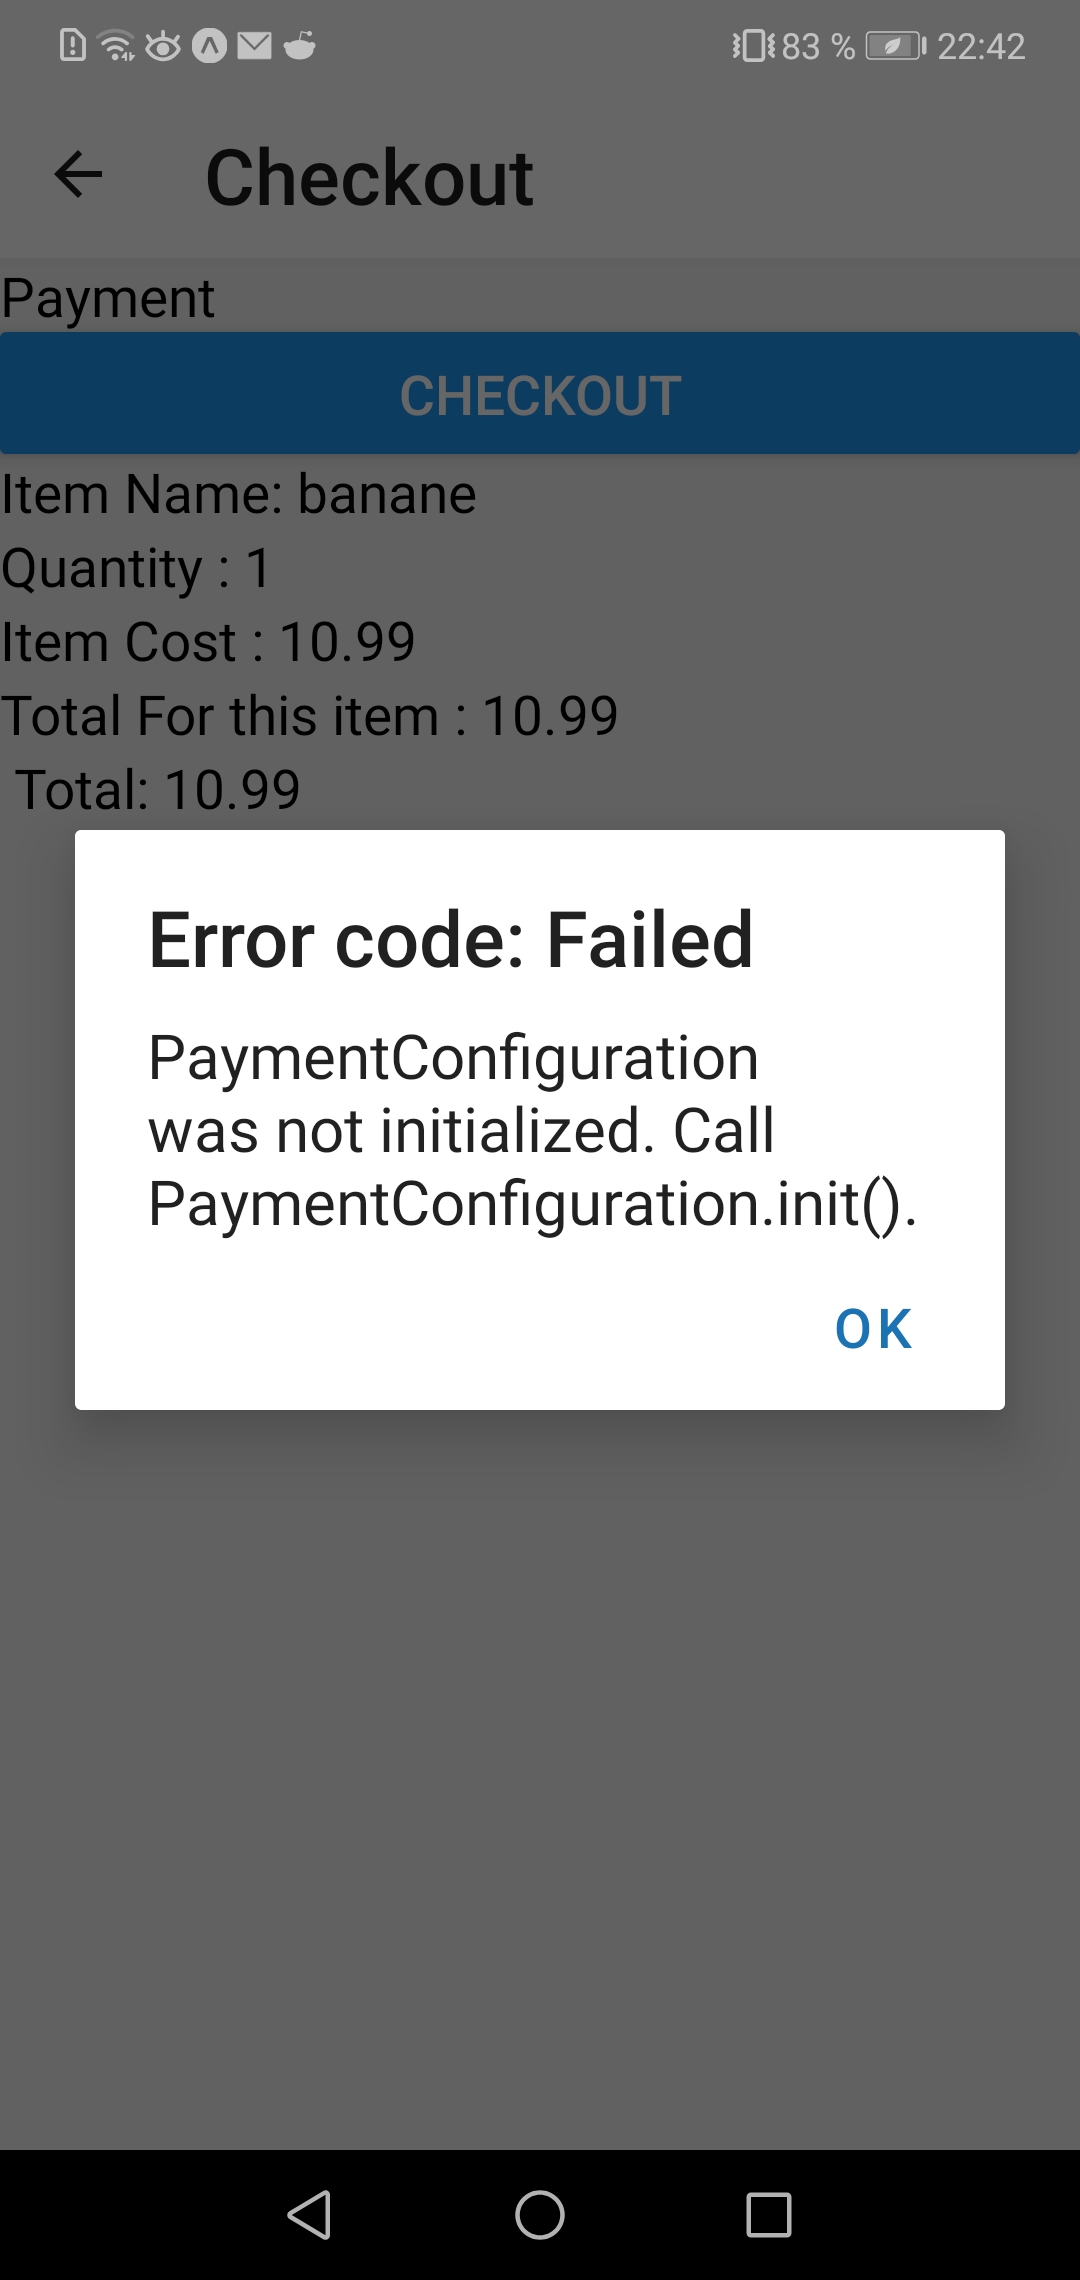 83 % 22:42
Checkout
Payment
CHECKOUT
Item Name: banane
Quantity : 1
Item Cost : 10.99
Total For this item : 10.99
Total: 10.99
Error code: Failed
PaymentConfiguration
was not initialized. Call
PaymentConfiguration.init().
OK